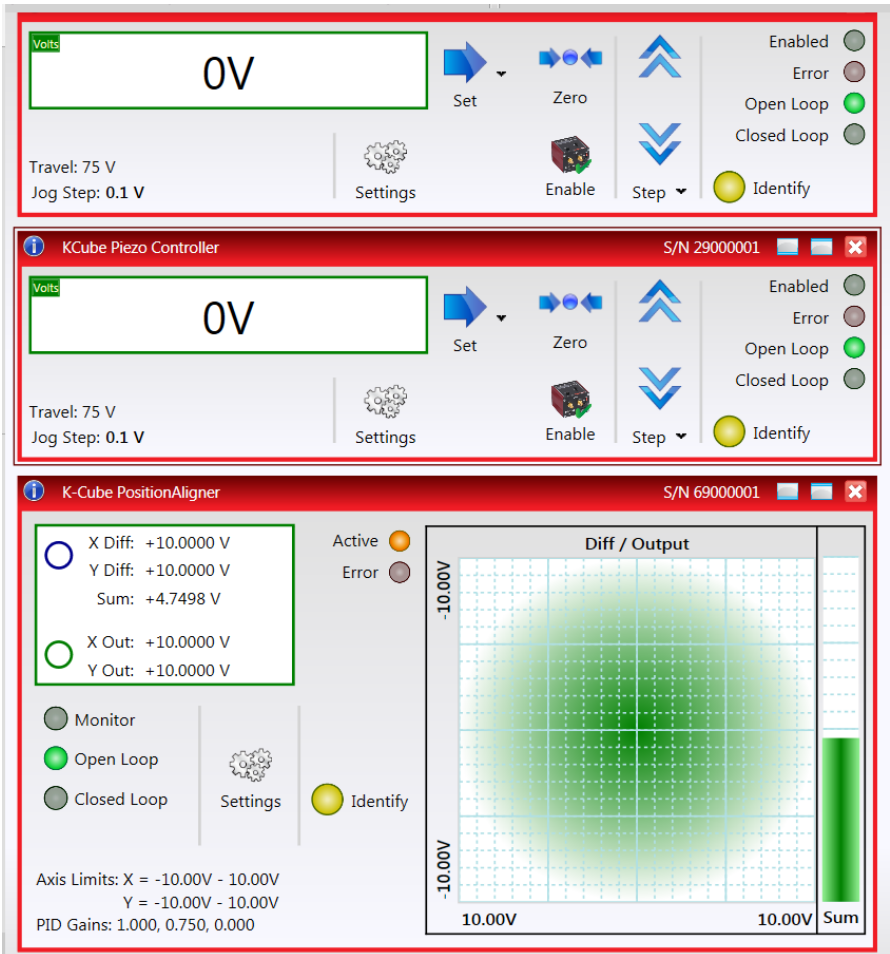 Volts
0V
Set
Zero
Enabled
Error
Open Loop
Closed Loop
Travel: 75 V
Jog Step: 0.1 V
Settings
Enable
Step
Identify
KCube Piezo Controller
S/N 29000001
Volts
0V
Set
Zero
Enabled
Error
Open Loop
Closed Loop
Travel: 75 V
Jog Step: 0.1 V
Settings
Enable
Step
Identify
K-Cube PositionAligner
S/N 69000001
X Diff: +10.0000 V
Y Diff: +10.0000 V
Sum: +4.7498 V
X Out: +10.0000 V
Y Out: +10.0000 V
Active
Error
Monitor
Open Loop
Closed Loop
Settings
Identify
Axis Limits: X = -10.00V - 10.00V
Y = -10.00V - 10.00V
PID Gains: 1.000, 0.750, 0.000
Diff / Output
-10.00V
-10.00V
10.00V
10.00V
Sum